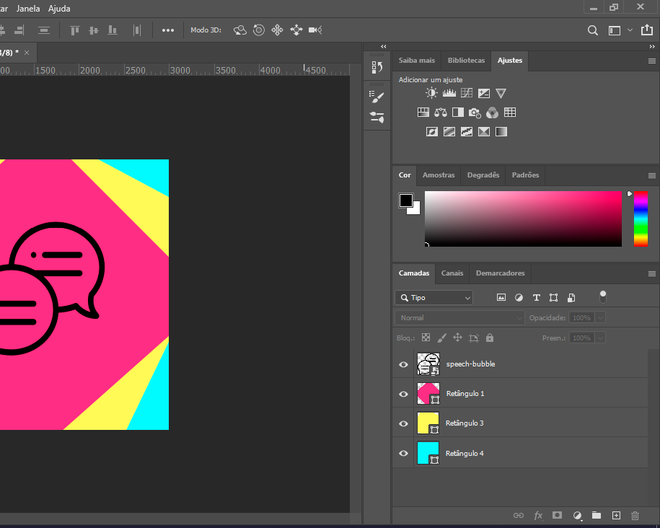 ar Janela Ajuda
Modo 3D:
/8) *
1500 2000 2500 3000 3500 4000 4500
Saiba mais Bibliotecas Ajustes
Adicionar um ajuste
Cor Amostras Degradês Padrões
Camadas Canais Demarcadores
Tipo
Normal Opacidade: 100%
Bloq.: Preen.: 100%
speech-bubble
Retângulo 1
Retângulo 3
Retângulo 4
fx